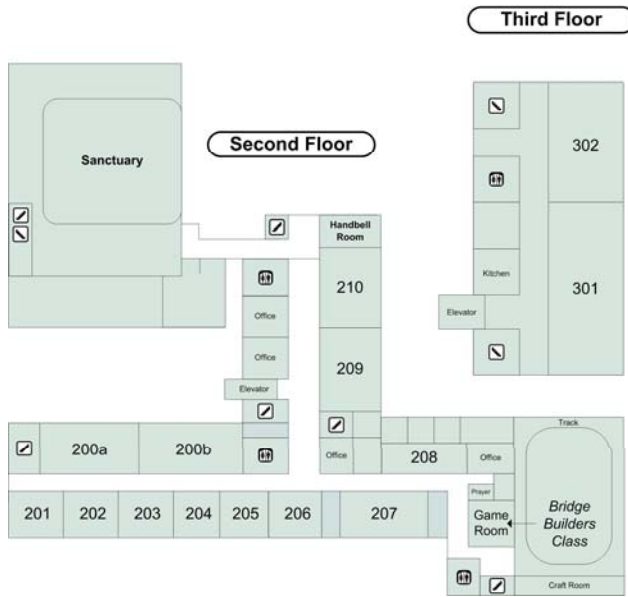 Third Floor
Second Floor
Sanctuary
302
Handbell
Room
210
Kitchen
301
Office
Elevator
Office
209
Elevator
Track
200a
200b
Office
208
Office
Prayer
201
202
203
204
205
206
207
Game
Room
Bridge
Builders
Class
Craft Room